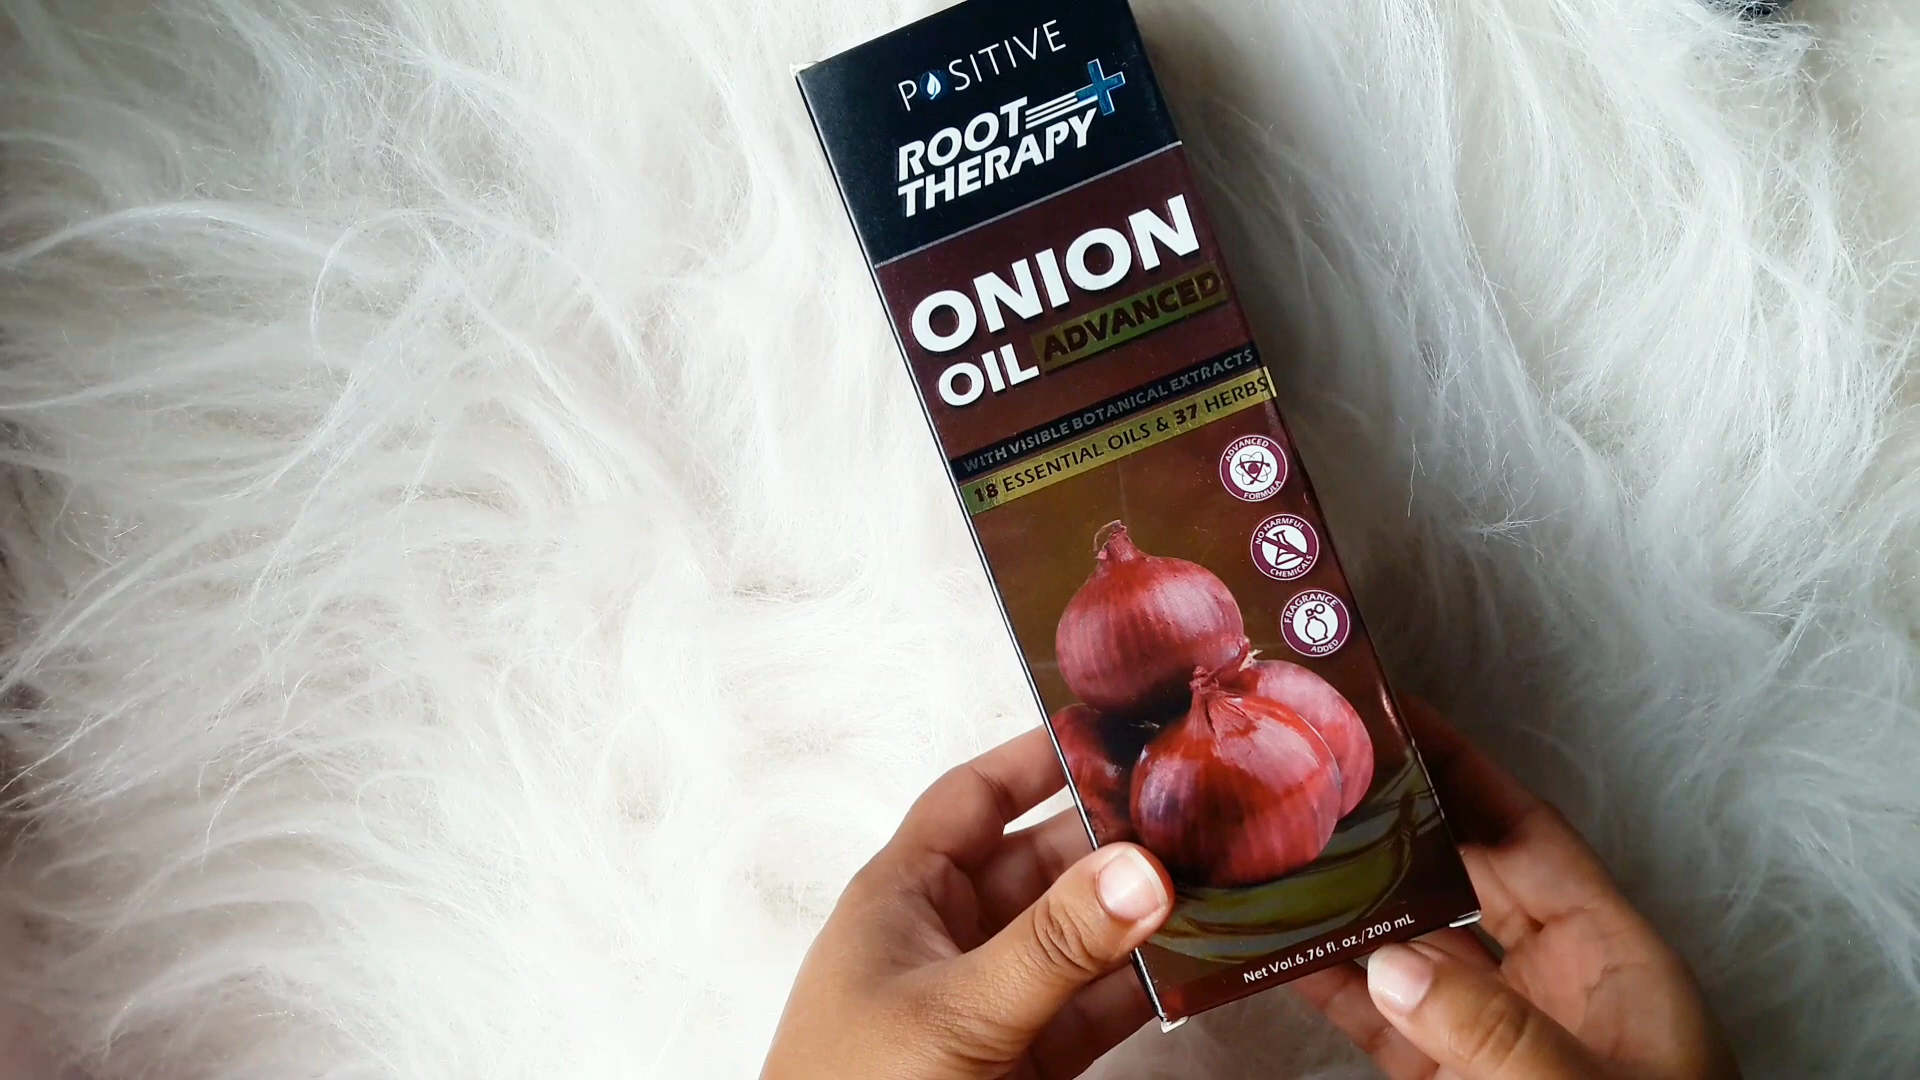 POSITIVE
ROOT
THERAPY
ONION
OIL ADVANCED
WITH VISIBLE BOTANICAL EXTRACTS
18 ESSENTIAL OILS & 37 HERBS
ADVANCED
FORMULA
NO HARMFUL
CHEMICALS
FRAGRANCE
ADDED
Net Vol.6.76 fl. oz./200 mL